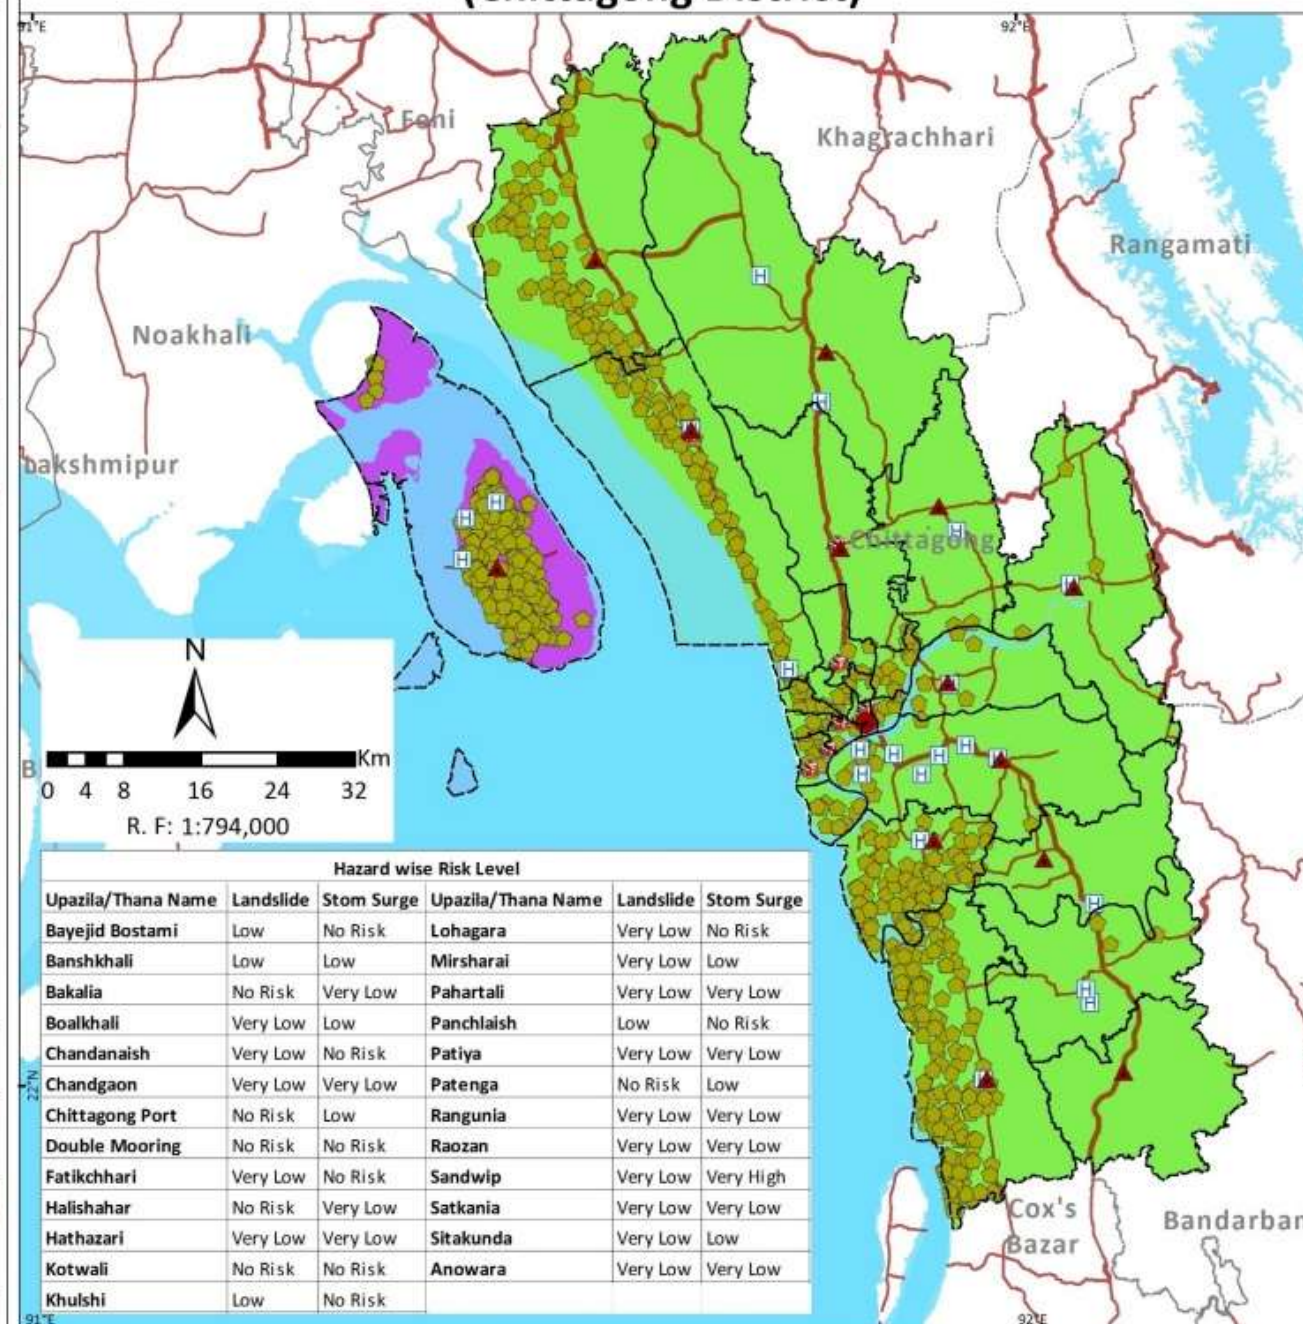 (Chittagong District)
91°E
92°E
Feni
Khagrachhari
Rangamati
Noakhali
Lakshmipur
Chittagong
N
Km
0 4 8 16 24 32
R. F: 1:794,000
B
Hazard wise Risk Level
Upazila/Thana Name Landslide Stom Surge Upazila/Thana Name Landslide Stom Surge
Bayejid Bostami Low No Risk Lohagara Very Low No Risk
Banshkhali Low Low Mirsharai Very Low Low
Bakalia No Risk Very Low Pahartali Very Low Very Low
Boalkhali Very Low Low Panchlaish Low No Risk
Chandanaish Very Low No Risk Patiya Very Low Very Low
Chandgaon Very Low Very Low Patenga No Risk Low
Chittagong Port No Risk Low Rangunia Very Low Very Low
Double Mooring No Risk No Risk Raozan Very Low Very Low
Fatikchhari Very Low No Risk Sandwip Very Low Very High
Halishahar No Risk Very Low Satkania Very Low Very Low
Hathazari Very Low Very Low Sitakunda Very Low Low
Kotwali No Risk No Risk Anowara Very Low Very Low
Khulshi Low No Risk
22°N
Cox's
Bazar
Bandarban
91°E
92°E